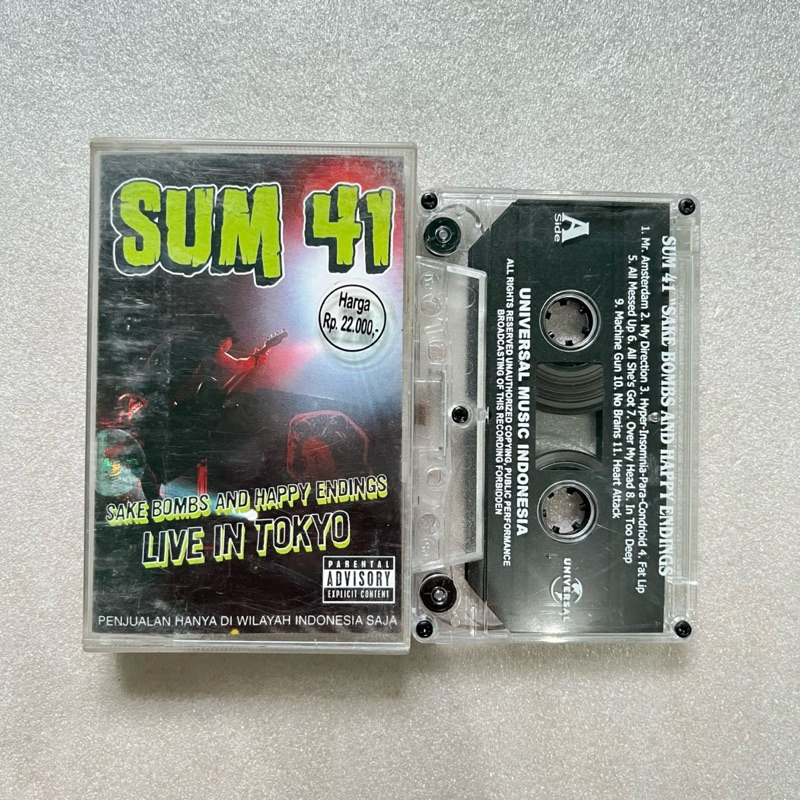 SUM 41
Harga
Rp. 22.000,-
SAKE BOMBS AND HAPPY ENDINGS
LIVE IN TOKYO
PARENTAL
ADVISORY
EXPLICIT CONTENT
PENJUALAN HANYA DI WILAYAH INDONESIA SAJA
A
Side
SUM 41 "SAKE BOMBS AND HAPPY ENDINGS
1. Mr. Amsterdam 2. My Direction 3. Hyper-Insomnia-Para-Condrioid 4. Fat Lip
5. All Messed Up 6. All She's Got 7. Over My Head 8. In Too Deep
9. Machine Gun 10. No Brains 11. Heart Attack
UNIVERSAL
UNIVERSAL MUSIC INDONESIA
ALL RIGHTS RESERVED UNAUTHORIZED COPYING, PUBLIC PERFORMANCE
BROADCASTING OF THIS RECORDING FORBIDDEN